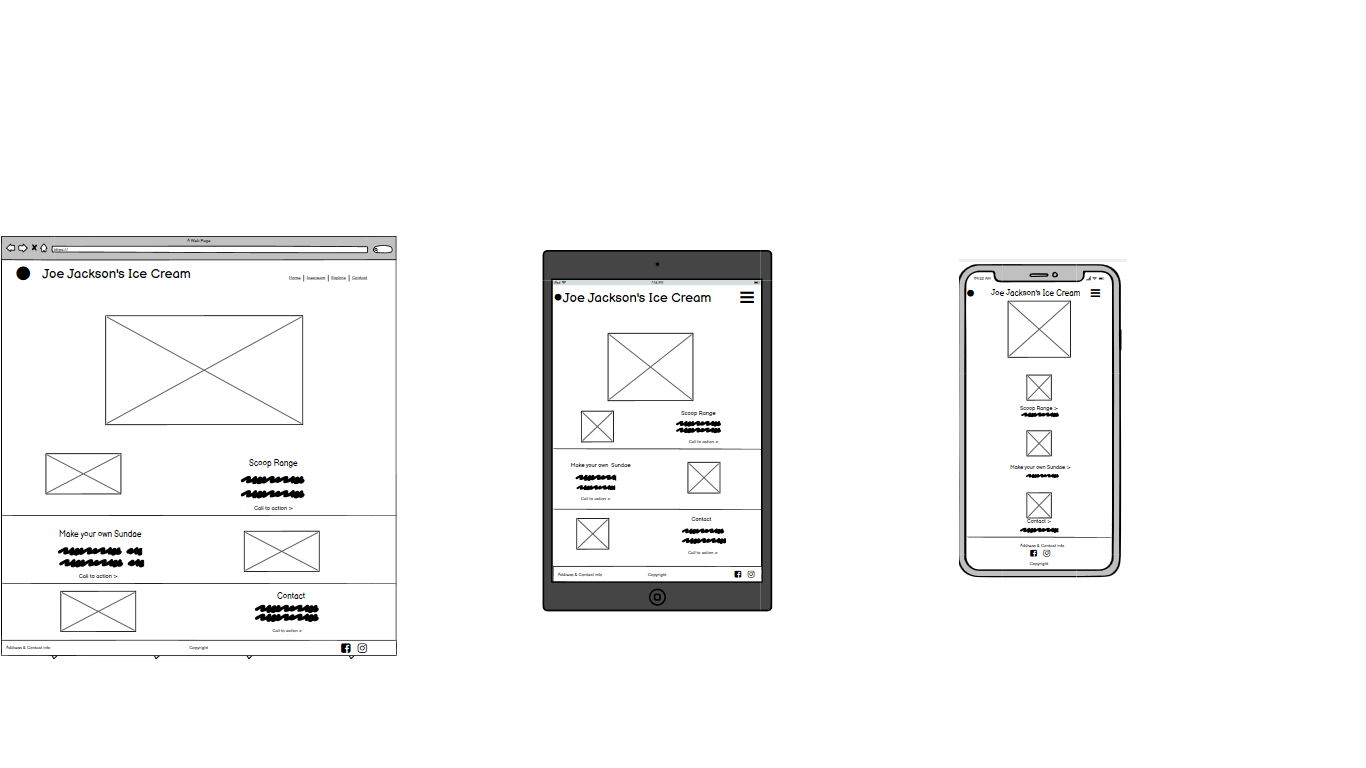 A Web Page
https://
Joe Jackson's Ice Cream
Home | Icecream | Explore | Contact
Scoop Range
Call to action >
Make your own Sundae
Call to action >
Contact
Call to action >
Address & Contact info
Copyright
iPad
7:16 PM
Joe Jackson's Ice Cream
Scoop Range
Call to action >
Make your own Sundae
Call to action >
Contact
Call to action >
Address & Contact info
Copyright
09:22 AM
Joe Jackson's Ice Cream
Scoop Range >
Make your own Sundae >
Contact >
Address & Contact info
Copyright